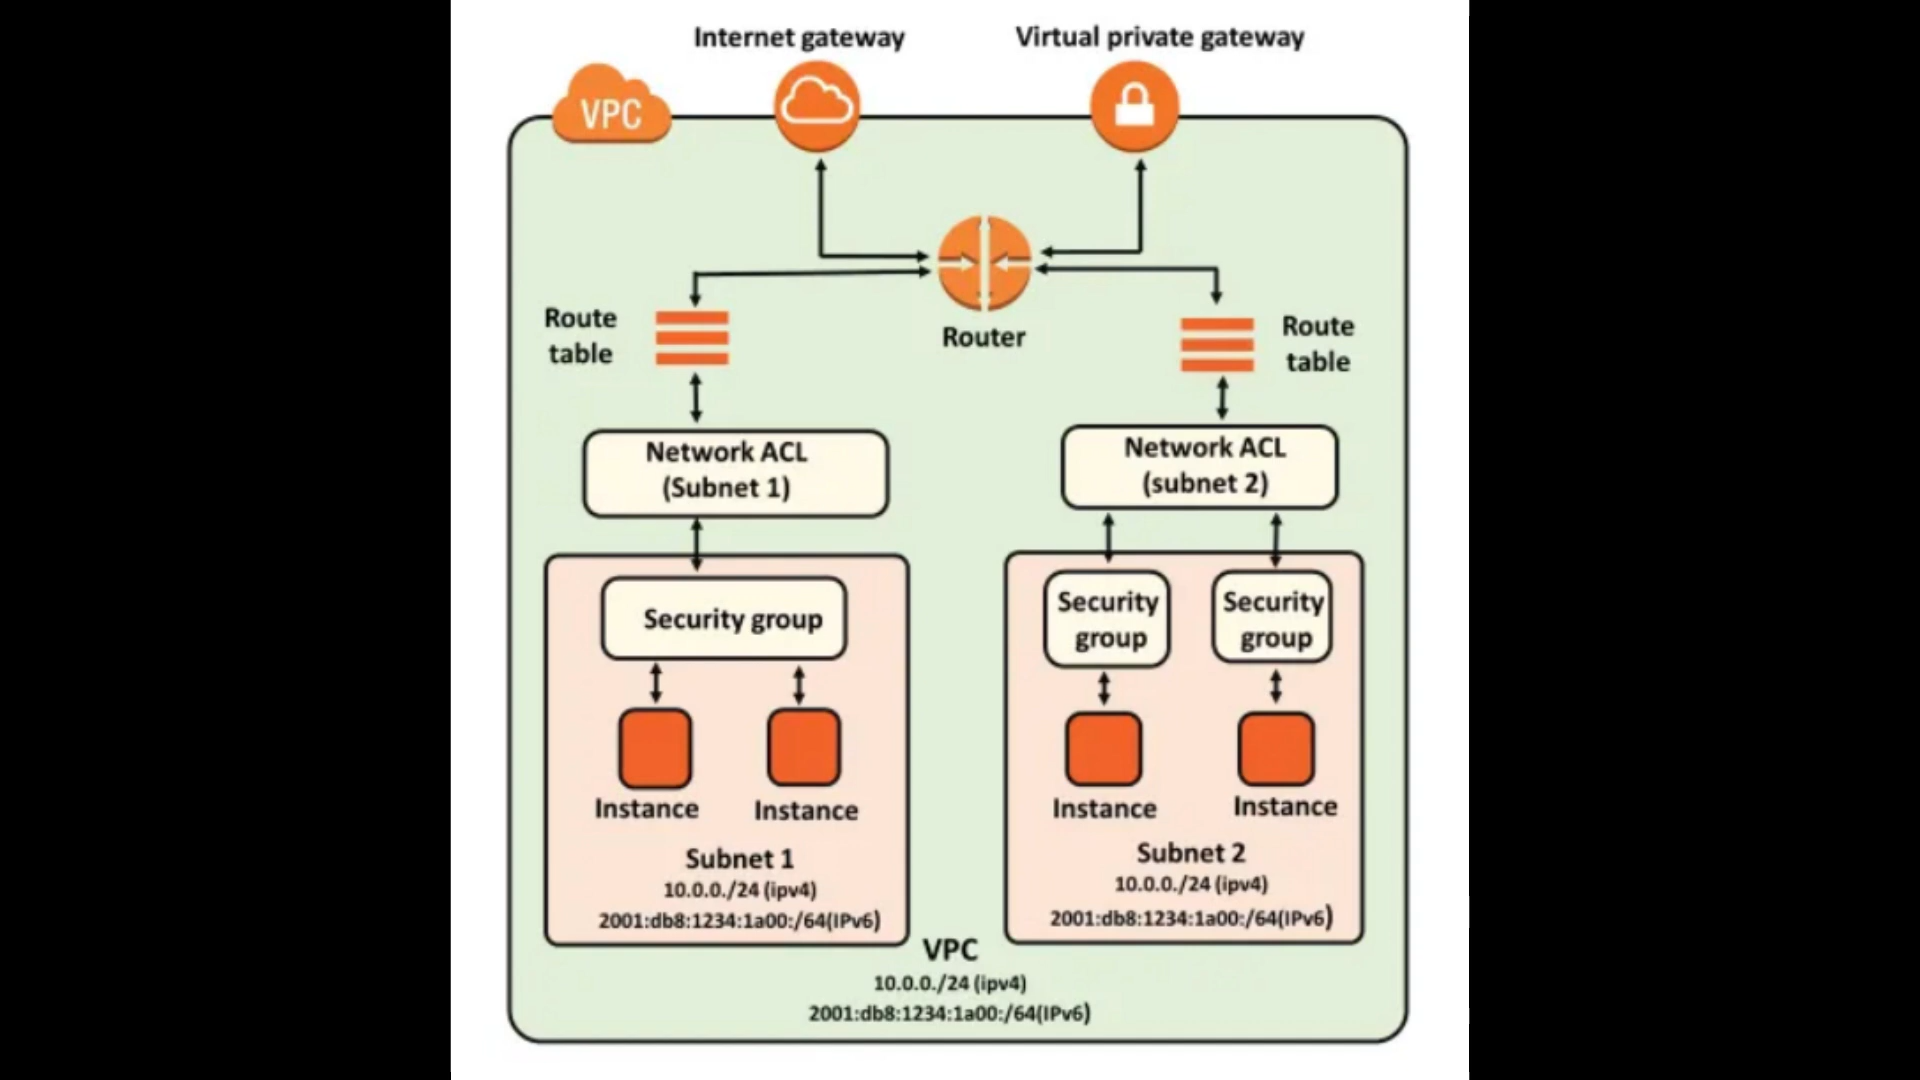 Internet gateway
Virtual private gateway
VPC
Router
Route
table
Route
table
Network ACL
(Subnet 1)
Network ACL
(subnet 2)
Security group
Security
group
Security
group
Instance
Instance
Instance
Instance
Subnet 1
10.0.0./24 (ipv4)
2001:db8:1234:1a00:/64(IPv6)
Subnet 2
10.0.0./24 (ipv4)
2001:db8:1234:1a00:/64(IPv6)
VPC
10.0.0./24 (ipv4)
2001:db8:1234:1a00:/64(IPv6)